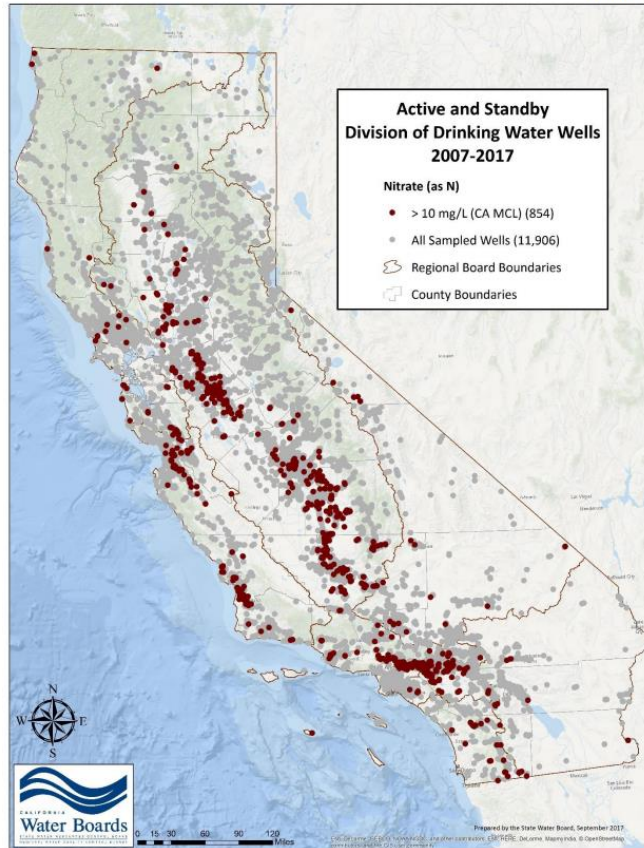 Active and Standby
Division of Drinking Water Wells
2007-2017
Nitrate (as N)
> 10 mg/L (CA MCL) (854)
All Sampled Wells (11,906)
Regional Board Boundaries
County Boundaries
N
W E
S
CALIFORNIA
Water Boards
0 15 30 60 90 120
Miles
Prepared by the State Water Board, September 2017